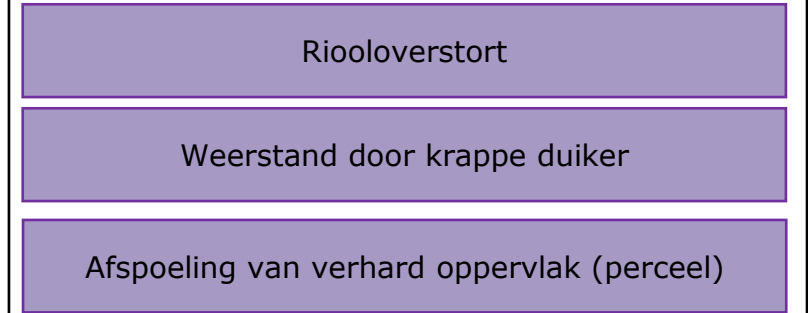 Riooloverstort
Weerstand door krappe duiker
Afspoeling van verhard oppervlak (perceel)